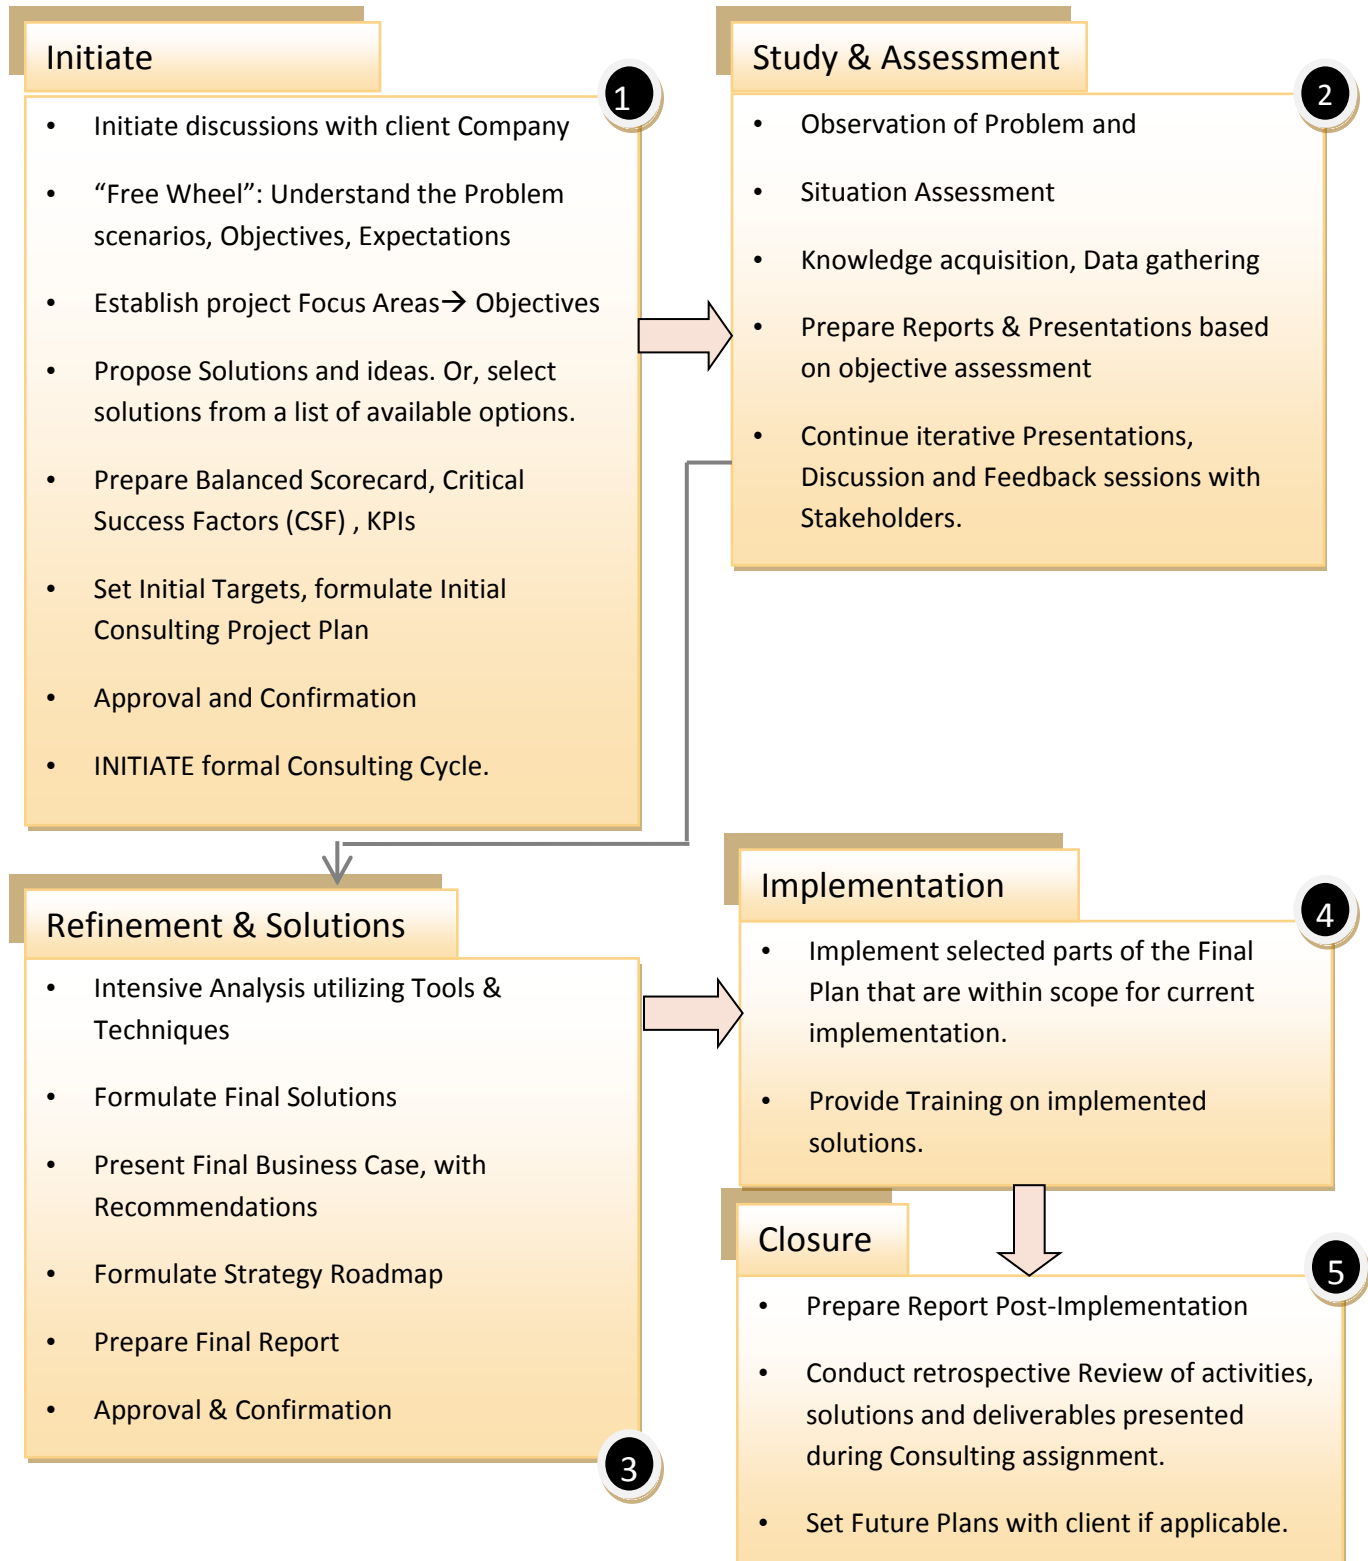 Initiate
1
• Initiate discussions with client Company
• “Free Wheel”: Understand the Problem
scenarios, Objectives, Expectations
• Establish project Focus Areas→ Objectives
• Propose Solutions and ideas. Or, select
solutions from a list of available options.
• Prepare Balanced Scorecard, Critical
Success Factors (CSF) , KPIs
• Set Initial Targets, formulate Initial
Consulting Project Plan
• Approval and Confirmation
• INITIATE formal Consulting Cycle.
Study & Assessment
2
• Observation of Problem and
• Situation Assessment
• Knowledge acquisition, Data gathering
• Prepare Reports & Presentations based
on objective assessment
• Continue iterative Presentations,
Discussion and Feedback sessions with
Stakeholders.
Refinement & Solutions
• Intensive Analysis utilizing Tools &
Techniques
• Formulate Final Solutions
• Present Final Business Case, with
Recommendations
• Formulate Strategy Roadmap
• Prepare Final Report
• Approval & Confirmation
3
Implementation
4
• Implement selected parts of the Final
Plan that are within scope for current
implementation.
• Provide Training on implemented
solutions.
Closure
5
• Prepare Report Post-Implementation
• Conduct retrospective Review of activities,
solutions and deliverables presented
during Consulting assignment.
• Set Future Plans with client if applicable.